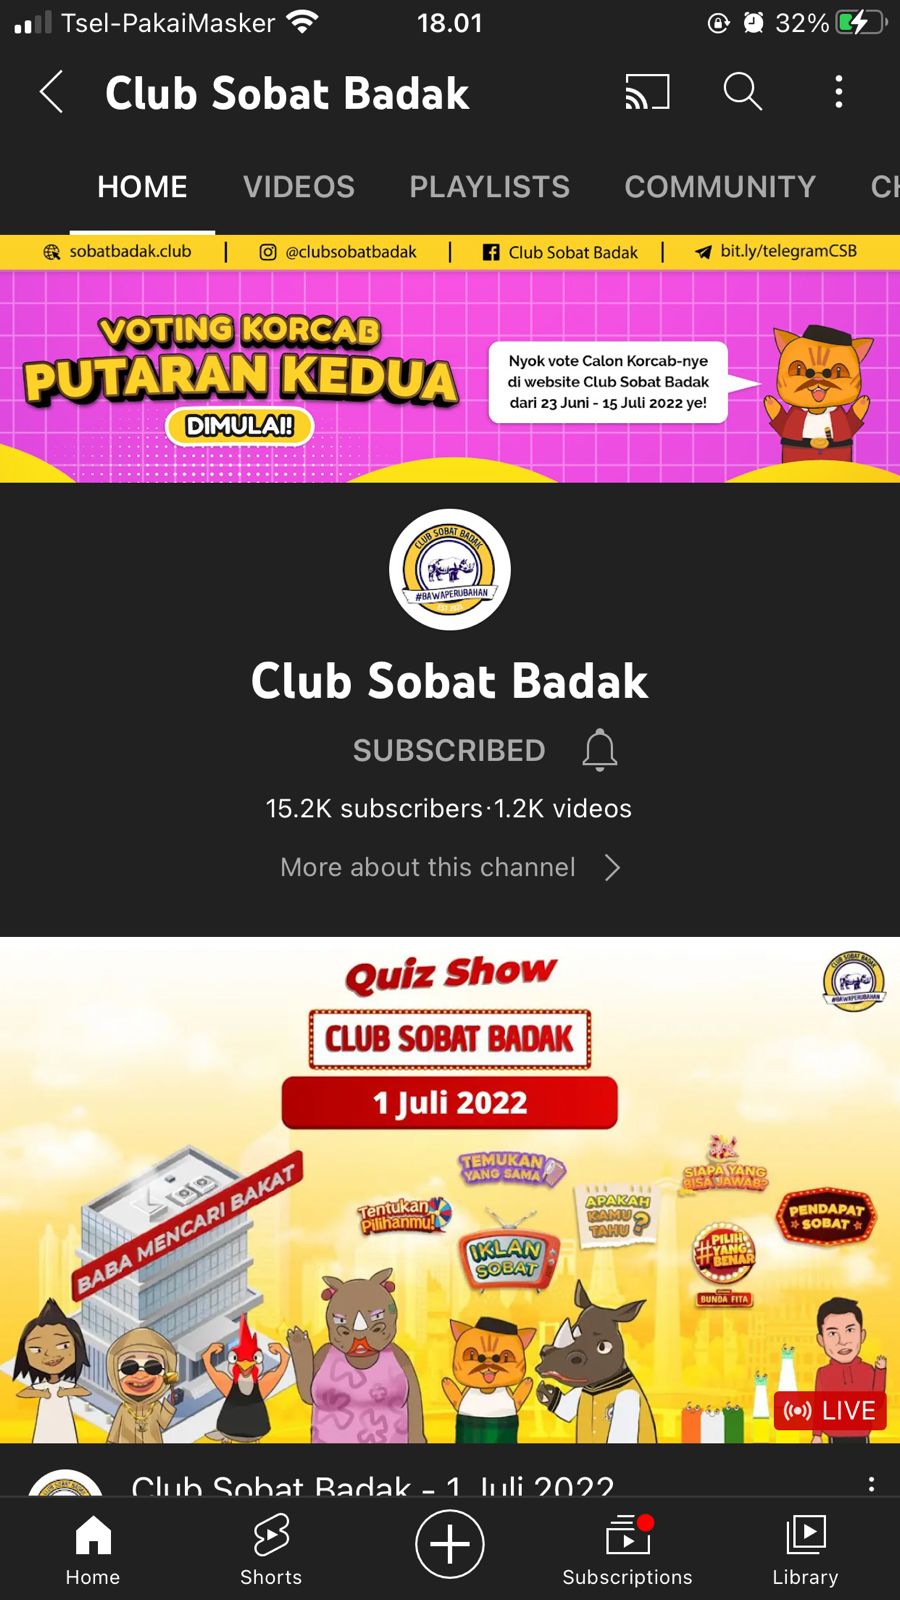 Tsel-PakaiMasker 18.01 32%
Club Sobat Badak
HOME VIDEOS PLAYLISTS COMMUNITY CH
sobatbadak.club | @clubsobatbadak | Club Sobat Badak | bit.ly/telegramCSB
VOTING KORCAB
PUTARAN KEDUA
DIMULAI!
Nyok vote Calon Korcab-nye
di website Club Sobat Badak
dari 23 Juni - 15 Juli 2022 ye!
CLUB SOBAT BADAK
#BAWAPERUBAHAN
Club Sobat Badak
SUBSCRIBED
15.2K subscribers·1.2K videos
More about this channel
Quiz Show
CLUB SOBAT BADAK
1 Juli 2022
CLUB SOBAT BADAK
#BAWAPERUBAHAN
BABA MENCARI BAKAT
Tentukan
Pilihanmu!
TEMUKAN
YANG SAMA
IKLAN
SOBAT
APAKAH
KAMU
TAHU ?
SIAPA YANG
BISA JAWAB?
#PILIH
YANG
BENAR
BUNDA FITA
PENDAPAT
SOBAT
LIVE
Club Sobat Badak - 1 Juli 2022
Home Shorts Subscriptions Library